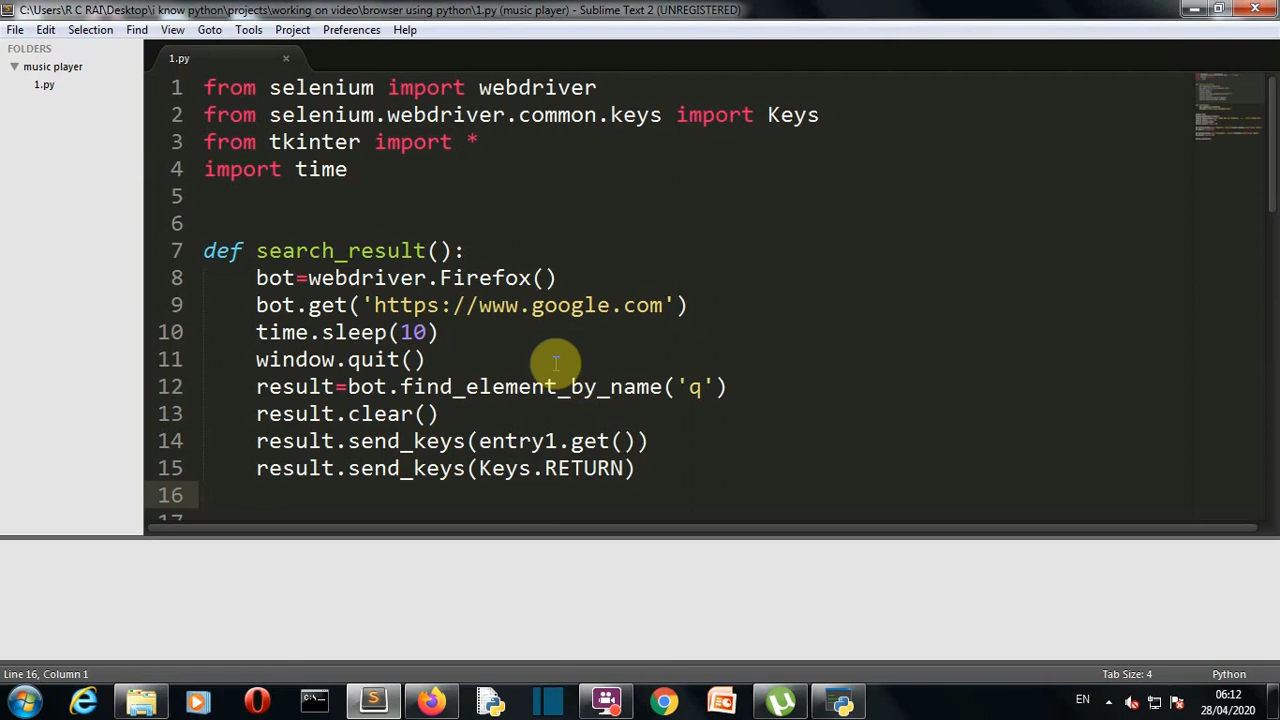 C:\Users\R C RAI\Desktop\i know python\projects\working on video\browser using python\1.py (music player) - Sublime Text 2 (UNREGISTERED)
File Edit Selection Find View Goto Tools Project Preferences Help
FOLDERS
music player
1.py
1.py
1 from selenium import webdriver
2 from selenium.webdriver.common.keys import Keys
3 from tkinter import *
4 import time
5
6
7 def search_result():
8 bot=webdriver.Firefox()
9 bot.get('https://www.google.com')
10 time.sleep(10)
11 window.quit()
12 result=bot.find_element_by_name('q')
13 result.clear()
14 result.send_keys(entry1.get())
15 result.send_keys(Keys.RETURN)
16
17
Line 16, Column 1
Tab Size: 4
Python
EN
06:12
28/04/2020